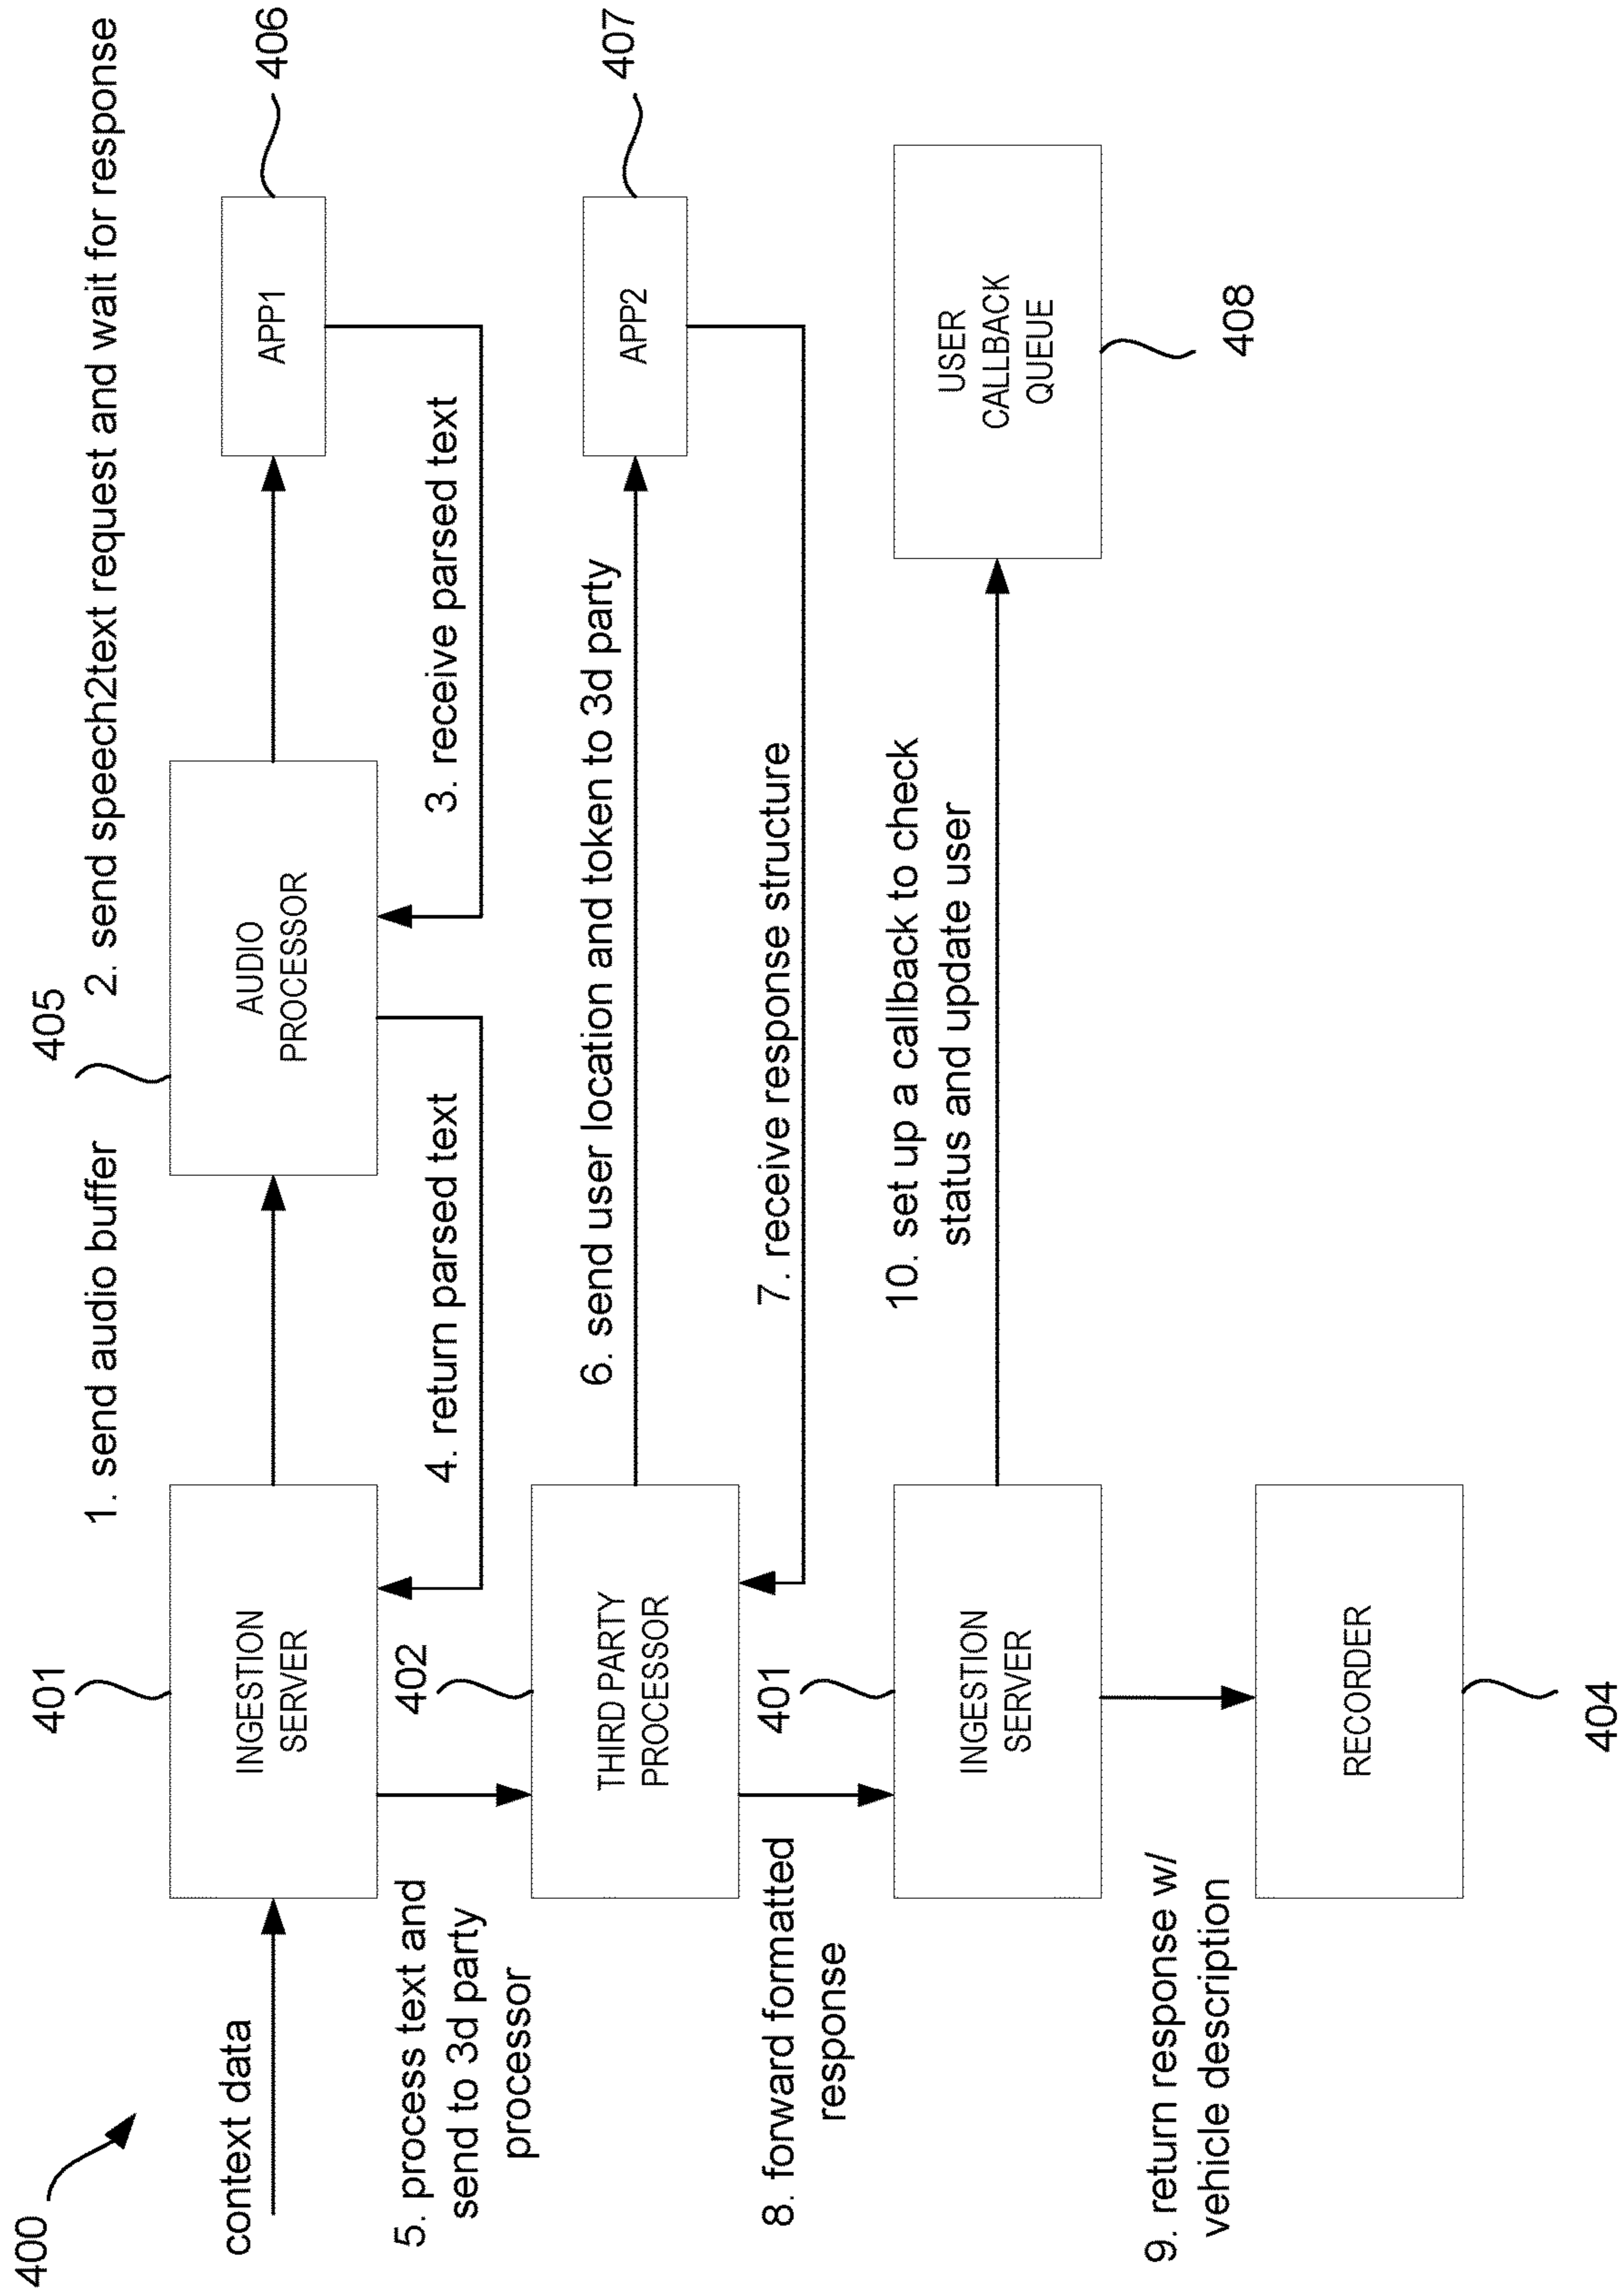 400
context data
401
INGESTION
SERVER
1. send audio buffer
405
AUDIO
PROCESSOR
2. send speech2text request and wait for response
APP1
406
3. receive parsed text
4. return parsed text
5. process text and
send to 3d party
processor
402
THIRD PARTY
PROCESSOR
6. send user location and token to 3d party
APP2
407
7. receive response structure
8. forward formatted
response
401
INGESTION
SERVER
10. set up a callback to check
status and update user
USER
CALLBACK
QUEUE
408
9. return response w/
vehicle description
RECORDER
404